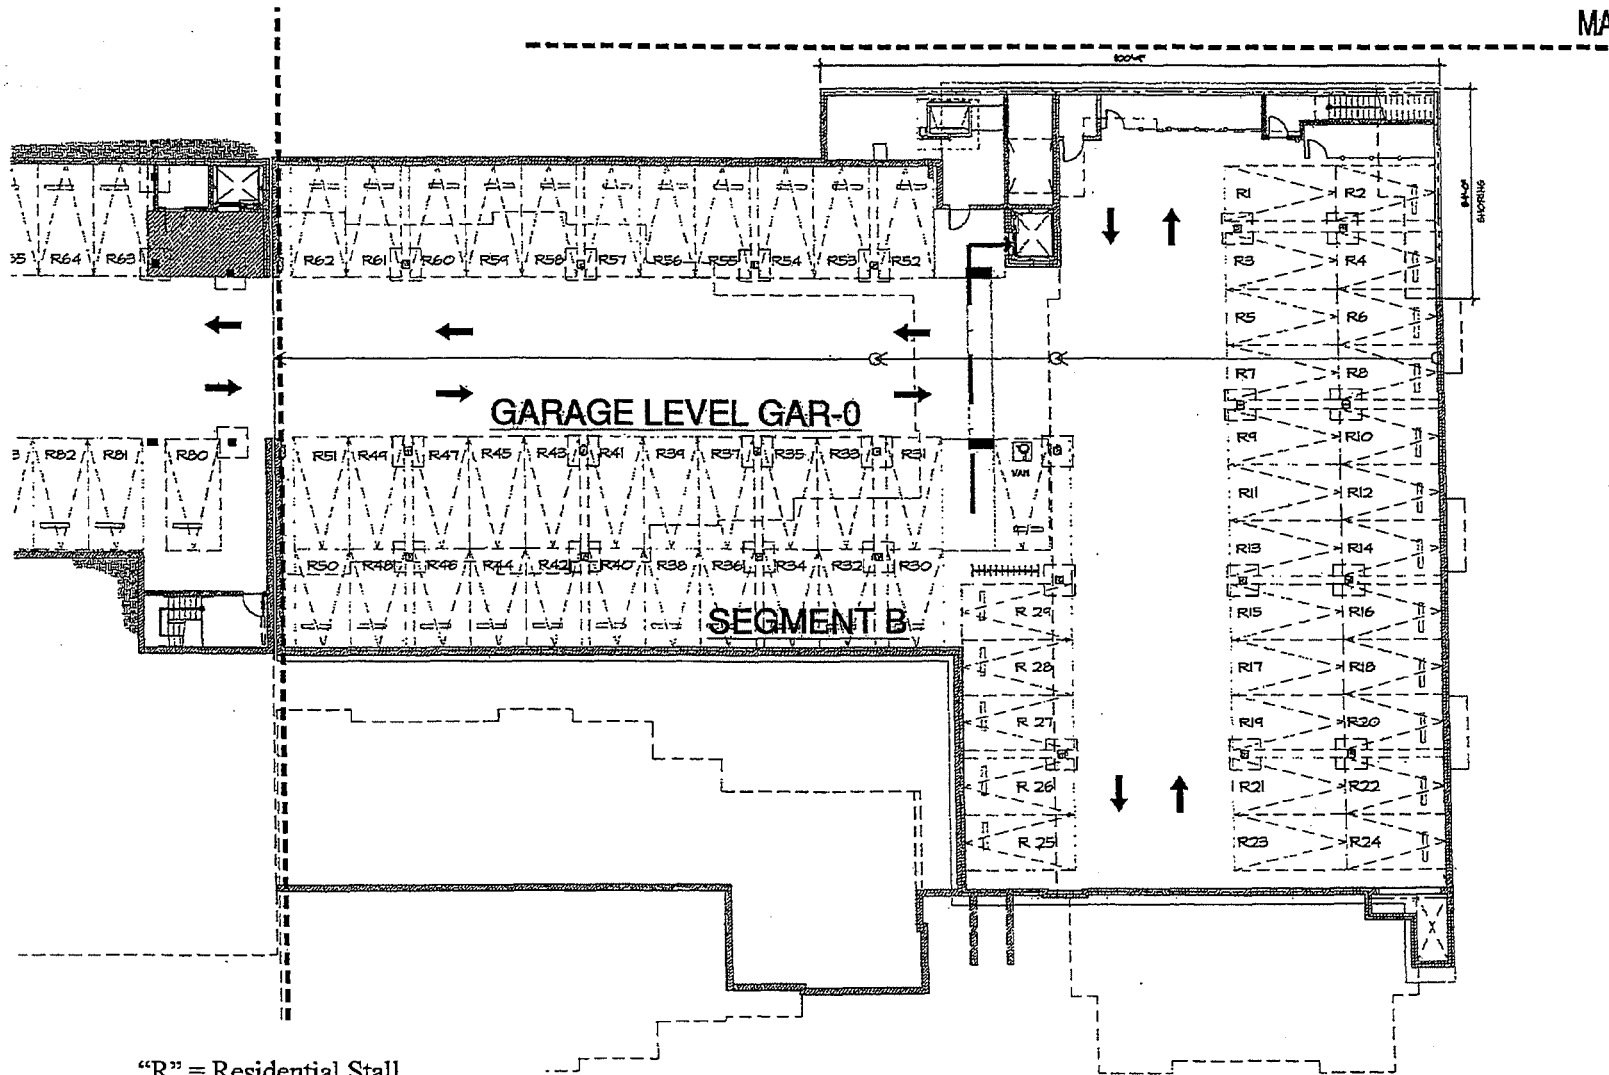 MA
R1 R2
R3 R4
R5 R6
R7 R8
R9 R10
R11 R12
R13 R14
R15 R16
R17 R18
R19 R20
R21 R22
R23 R24
R64 R63
R62 R61 R60 R59 R58 R57 R56 R55 R54 R53 R52
GARAGE LEVEL GAR-0
R82 R81 R80
R51 R49 R47 R45 R43 R41 R39 R37 R35 R33 R31
VAN
R50 R48 R46 R44 R42 R40 R38 R36 R34 R32 R30
SEGMENT B
R 29
R 28
R 27
R 26
R 25
SHORING
“R” = Residential Stall